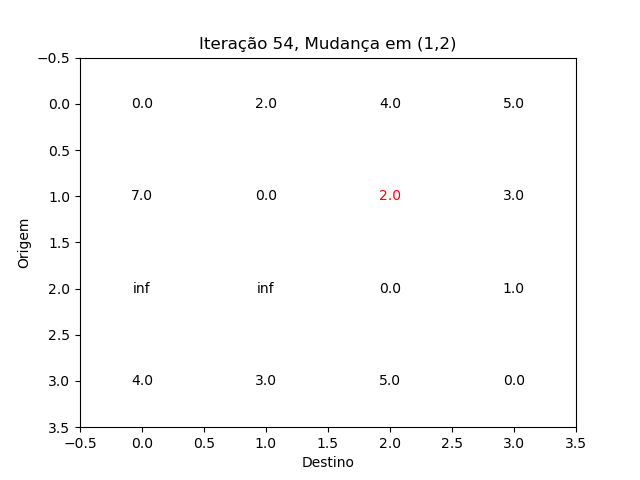 Iteração 54, Mudança em (1,2)
−0.5
0.0 0.0 2.0 4.0 5.0
0.5
1.0 7.0 0.0 2.0 3.0
1.5
2.0 inf inf 0.0 1.0
2.5
3.0 4.0 3.0 5.0 0.0
3.5
−0.5 0.0 0.5 1.0 1.5 2.0 2.5 3.0 3.5
Origem
Destino